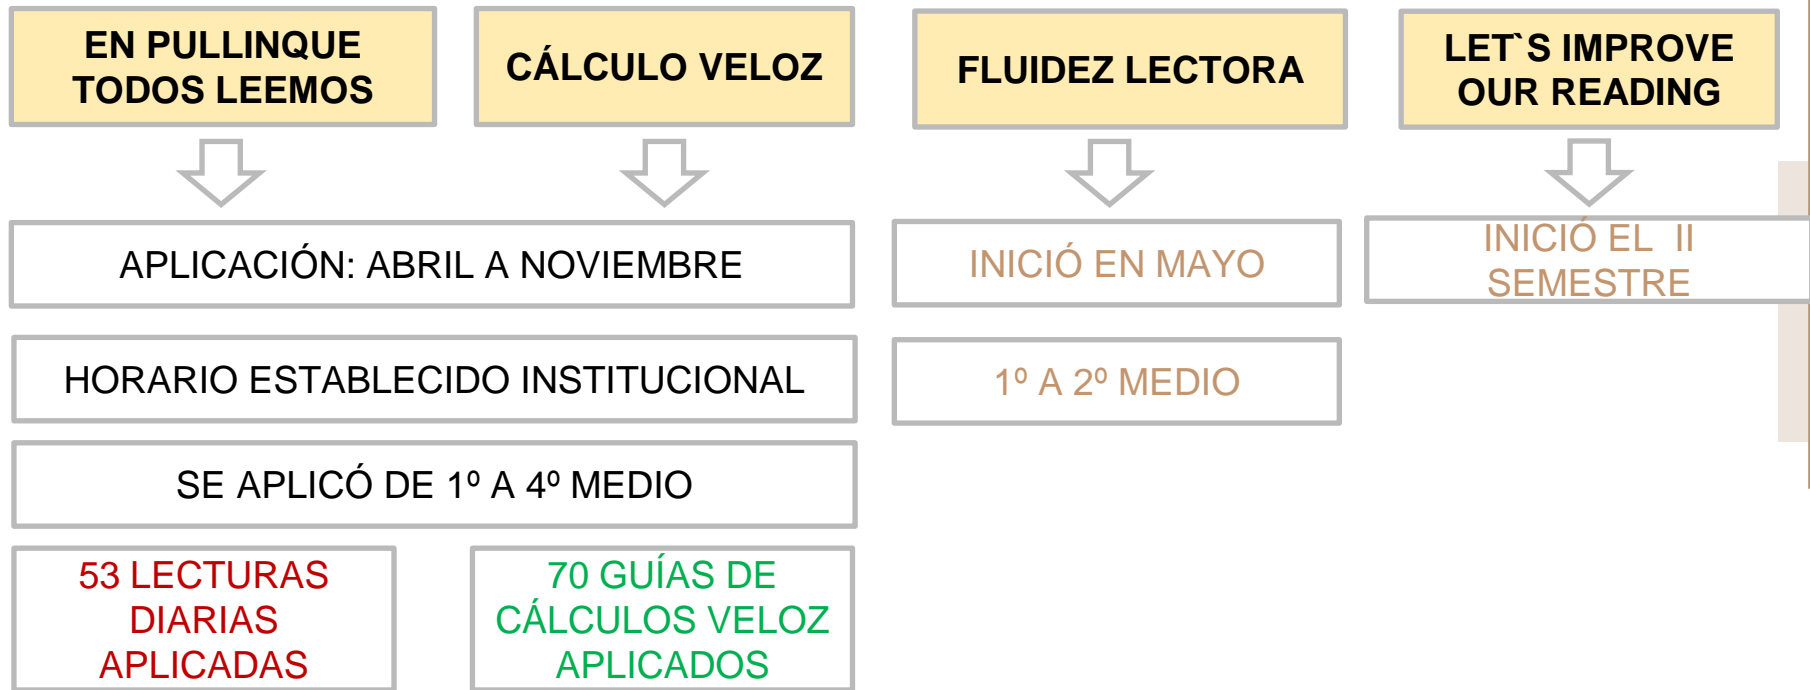 EN PULLINQUE
TODOS LEEMOS
CÁLCULO VELOZ
FLUIDEZ LECTORA
LET`S IMPROVE
OUR READING
APLICACIÓN: ABRIL A NOVIEMBRE
INICIÓ EN MAYO
INICIÓ EL  II
SEMESTRE
HORARIO ESTABLECIDO INSTITUCIONAL
1º A 2º MEDIO
SE APLICÓ DE 1º A 4º MEDIO
53 LECTURAS
DIARIAS
APLICADAS
70 GUÍAS DE
CÁLCULOS VELOZ
APLICADOS